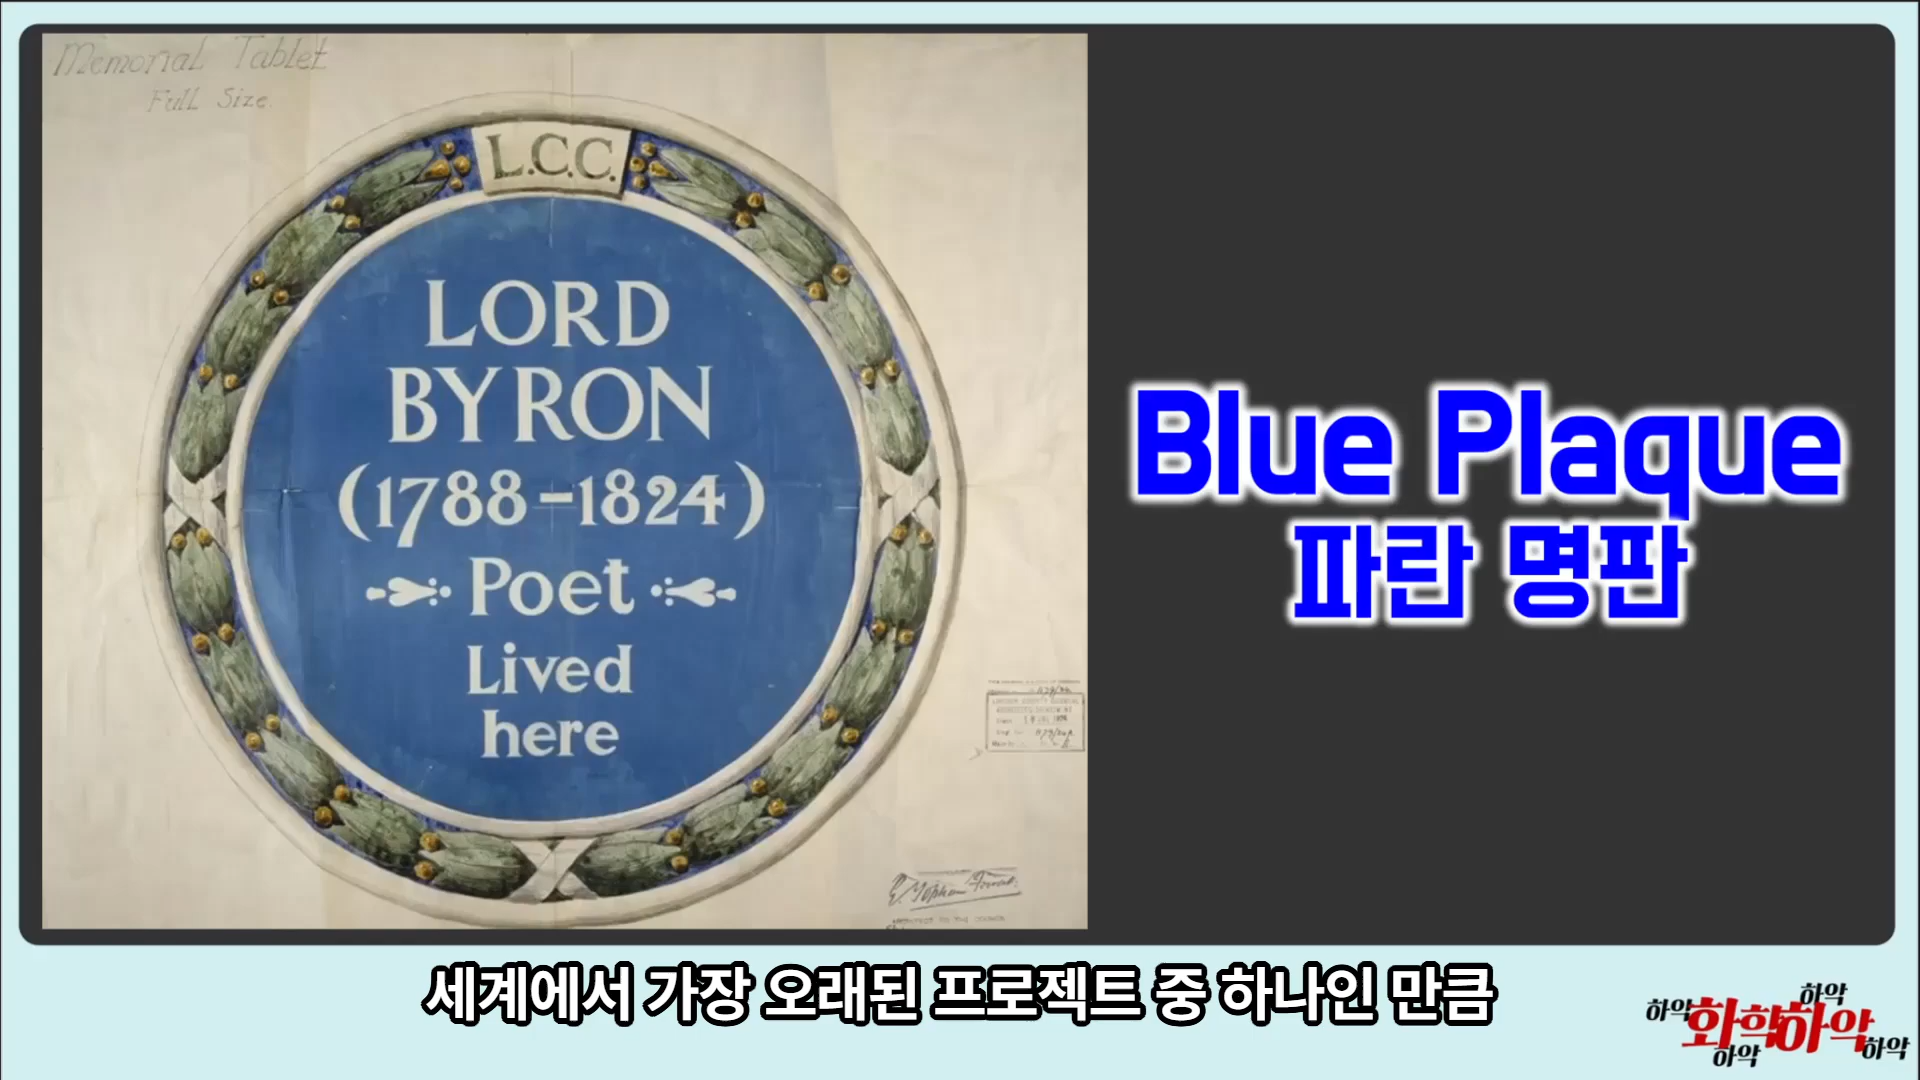 Memorial Tablet
Full Size.
L.C.C.
LORD
BYRON
(1788-1824)
Poet
Lived
here
Blue Plaque
파란 명판
세계에서 가장 오래된 프로젝트 중 하나인 만큼
하악 화학하악 하악
하악 하악